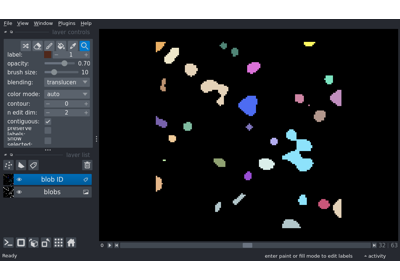 File View Window Plugins Help
layer controls
label: 1
opacity: 0.70
brush size: 10
blending: translucen
color mode: auto
contour: 0
n edit dim: 2
contiguous:
preserve labels:
show selected:
layer list
blob ID
blobs
0 32 63
Ready enter paint or fill mode to edit labels activity